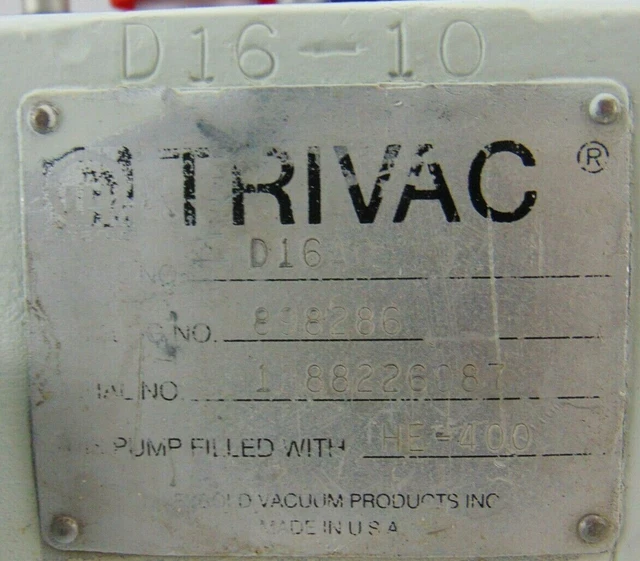 D16-10
TRIVAC ®
NO. D16
NO. 898286
NO. 1 88226087
PUMP FILLED WITH HE-400
VACUUM PRODUCTS INC
MADE IN U.S.A